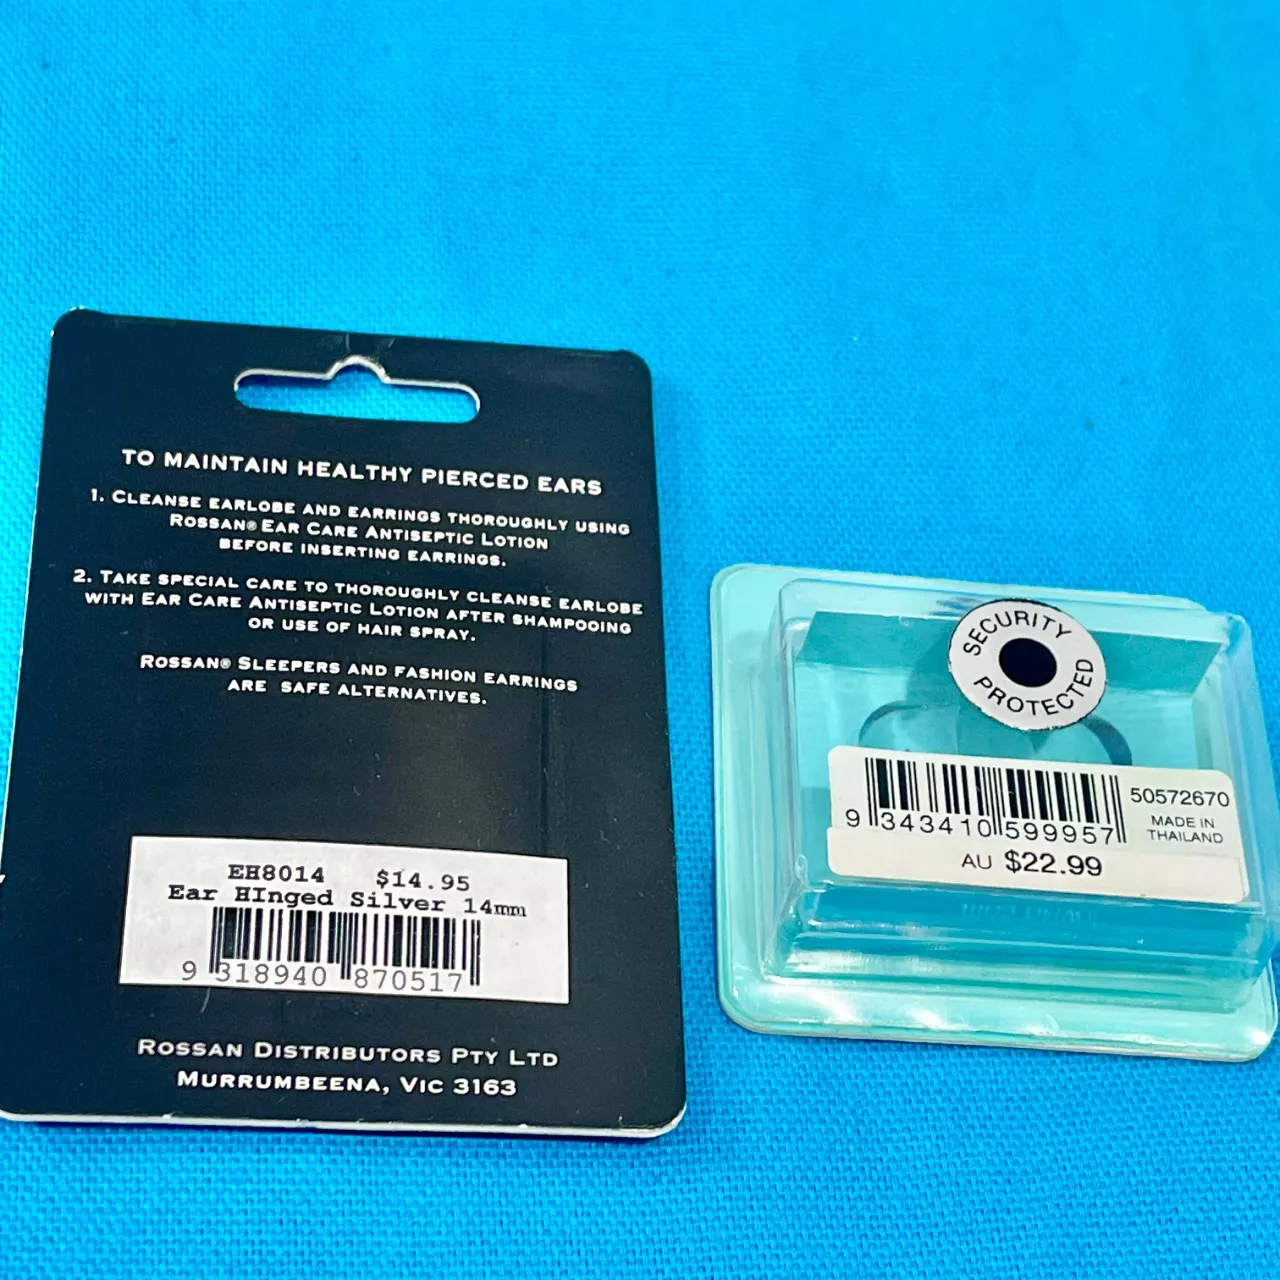 TO MAINTAIN HEALTHY PIERCED EARS
1. CLEANSE EARLOBE AND EARRINGS THOROUGHLY USING
ROSSAN® EAR CARE ANTISEPTIC LOTION
BEFORE INSERTING EARRINGS.
2. TAKE SPECIAL CARE TO THOROUGHLY CLEANSE EARLOBE
WITH EAR CARE ANTISEPTIC LOTION AFTER SHAMPOOING
OR USE OF HAIR SPRAY.
ROSSAN® SLEEPERS AND FASHION EARRINGS
ARE SAFE ALTERNATIVES.
EH8014 $14.95
Ear HInged Silver 14mm
9 318940 870517
ROSSAN DISTRIBUTORS PTY LTD
MURRUMBEENA, VIC 3163
SECURITY
PROTECTED
50572670
MADE IN
THAILAND
9 343410 599957
AU $22.99